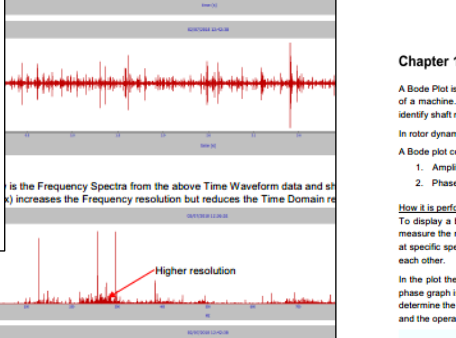 time [s]
time [s]
is the Frequency Spectra from the above Time Waveform data and sh
x) increases the Frequency resolution but reduces the Time Domain re
Higher resolution
Chapter 1
A Bode Plot is
of a machine.
identify shaft r
In rotor dynam
A Bode plot co
1. Ampli
2. Phase
How it is perfo
To display a
measure the r
at specific spe
each other.
In the plot the
phase graph i
determine the
and the opera